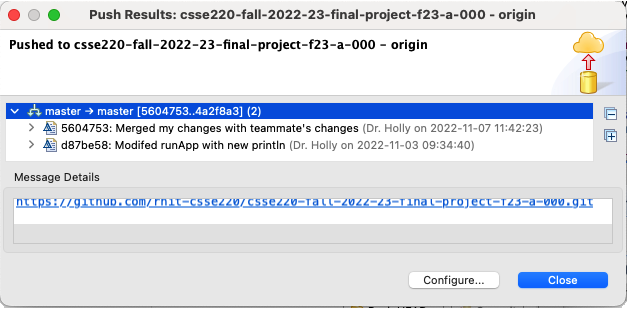 Push Results: csse220-fall-2022-23-final-project-f23-a-000 - origin
Pushed to csse220-fall-2022-23-final-project-f23-a-000 - origin
master → master [5604753..4a2f8a3] (2)
5604753: Merged my changes with teammate's changes (Dr. Holly on 2022-11-07 11:42:23)
d87be58: Modifed runApp with new println (Dr. Holly on 2022-11-03 09:34:40)
Message Details
https://github.com/rhit-csse220/csse220-fall-2022-23-final-project-f23-a-000.git
Configure... Close